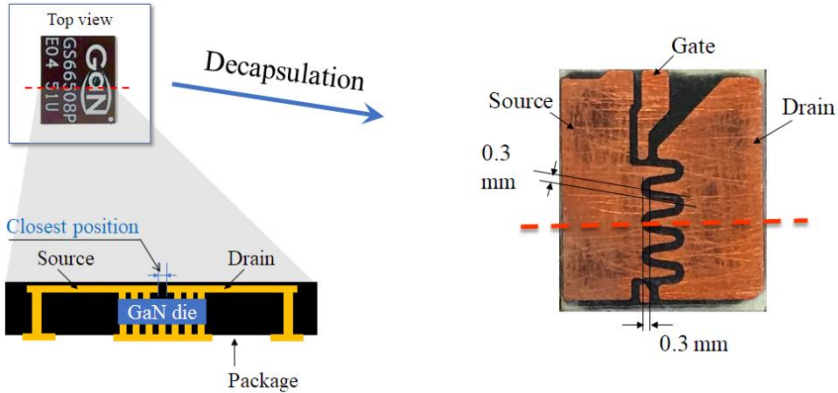 Top view
GaN
GS66508P
E04 51U
Decapsulation
Gate
Source
Drain
0.3
mm
Closest position
Source
Drain
GaN die
Package
0.3 mm